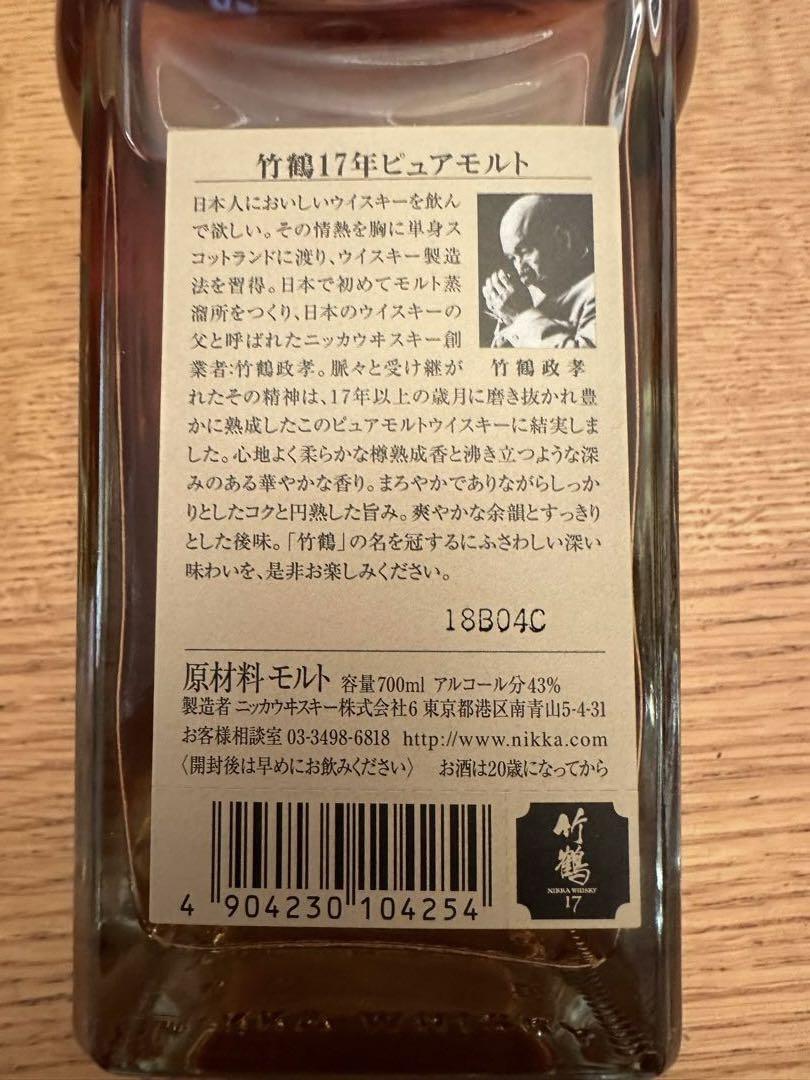 竹鶴17年ピュアモルト
日本人においしいウイスキーを飲ん
で欲しい。その情熱を胸に単身ス
コットランドに渡り、ウイスキー製造
法を習得。日本で初めてモルト蒸
溜所をつくり、日本のウイスキーの
父と呼ばれたニッカウヰスキー創
業者:竹鶴政孝。脈々と受け継が
竹鶴政孝
れたその精神は、17年以上の歳月に磨き抜かれ豊
かに熟成したこのピュアモルトウイスキーに結実しま
した。心地よく柔らかな樽熟成香と沸き立つような深
みのある華やかな香り。まろやかでありながらしっか
りとしたコクと円熟した旨み。爽やかな余韻とすっきり
とした後味。「竹鶴」の名を冠するにふさわしい深い
味わいを、是非お楽しみください。
18B04C
原材料 モルト 容量700ml アルコール分43%
製造者 ニッカウヰスキー株式会社6 東京都港区南青山5-4-31
お客様相談室 03-3498-6818 http://www.nikka.com
〈開封後は早めにお飲みください〉 お酒は20歳になってから
4 904230 104254
竹鶴
NIKKA WHISKY
17